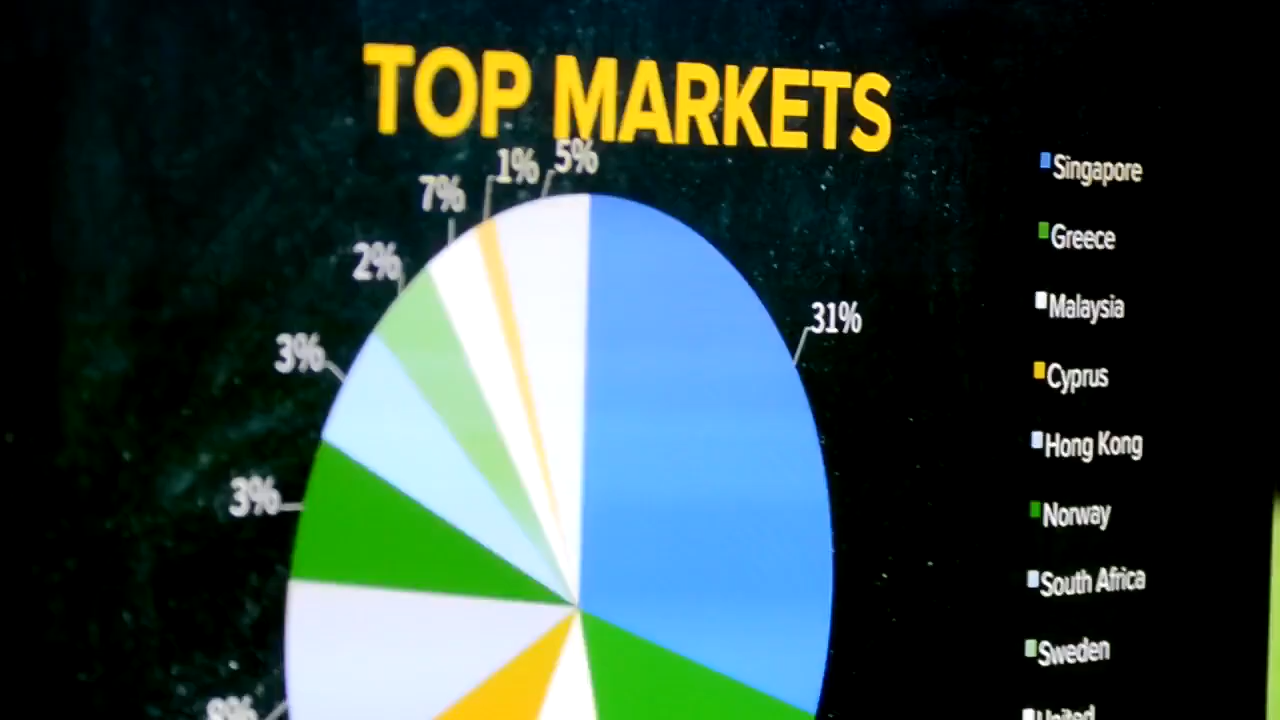 TOP MARKETS
1% 5%
7%
2%
31%
3%
3%
Singapore
Greece
Malaysia
Cyprus
Hong Kong
Norway
South Africa
Sweden
United